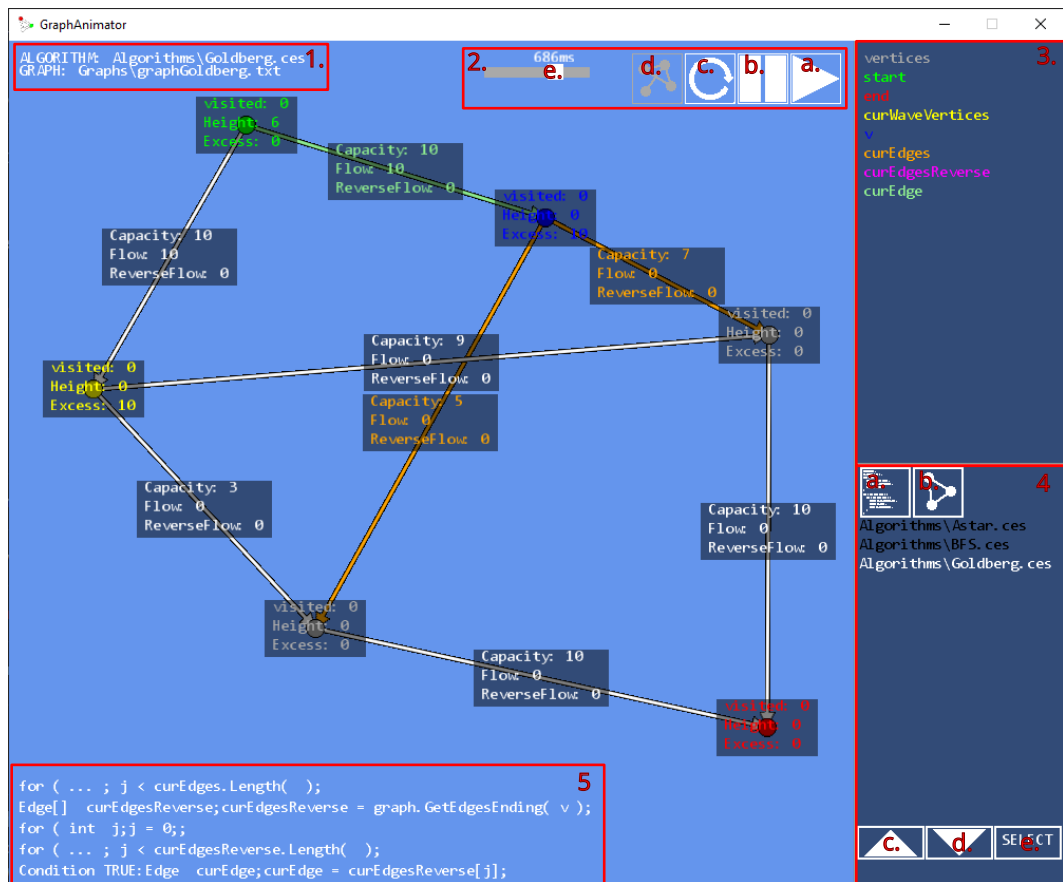 GraphAnimator
ALGORITHM: Algorithms\Goldberg.ces
GRAPH: Graphs\graphGoldberg.txt
1.
2.
686ms
e.
d.
c.
b.
a.
3.
vertices
start
end
curWaveVertices
v
curEdges
curEdgesReverse
curEdge
visited: 0
Height: 6
Excess: 0
Capacity: 10
Flow: 10
ReverseFlow: 0
visited: 0
Height: 0
Excess: 10
Capacity: 10
Flow: 10
ReverseFlow: 0
Capacity: 7
Flow: 0
ReverseFlow: 0
visited: 0
Height: 0
Excess: 0
Capacity: 9
Flow: 0
ReverseFlow: 0
visited: 0
Height: 0
Excess: 10
Capacity: 5
Flow: 0
ReverseFlow: 0
Capacity: 3
Flow: 0
ReverseFlow: 0
Capacity: 10
Flow: 0
ReverseFlow: 0
visited: 0
Height: 0
Excess: 0
Capacity: 10
Flow: 0
ReverseFlow: 0
visited: 0
Height: 0
Excess: 0
4
a.
b.
Algorithms\Astar.ces
Algorithms\BFS.ces
Algorithms\Goldberg.ces
c.
d.
SELECT
e.
5
for ( ... ; j < curEdges.Length( );
Edge[] curEdgesReverse;curEdgesReverse = graph.GetEdgesEnding( v );
for ( int j;j = 0;;
for ( ... ; j < curEdgesReverse.Length( );
Condition TRUE:Edge curEdge;curEdge = curEdgesReverse[j];